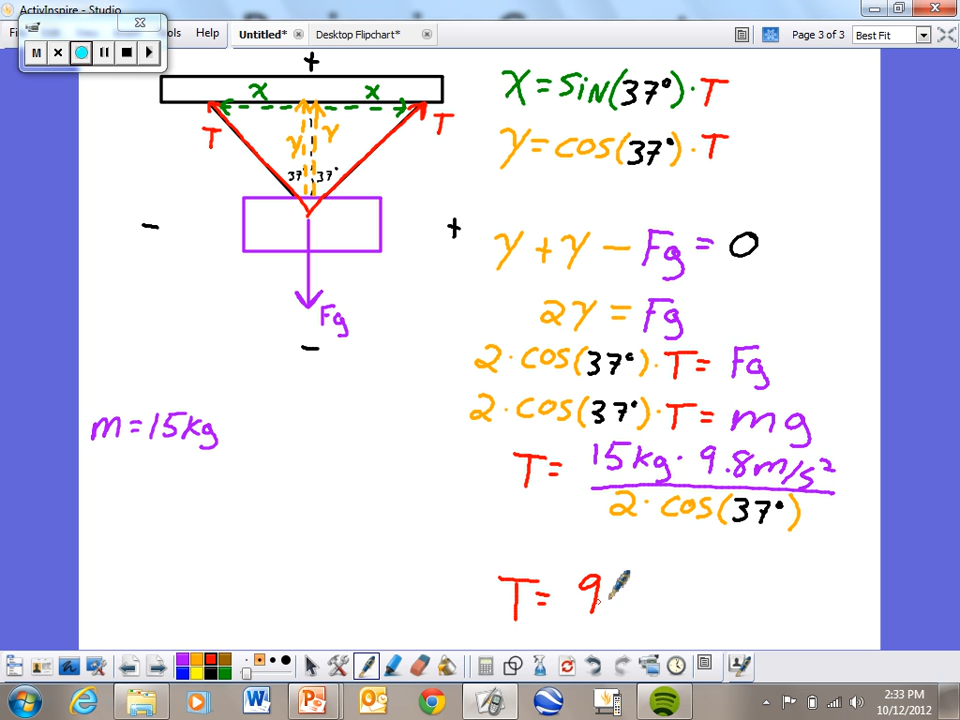 ActivInspire - Studio
Tools Insert Help Untitled* Desktop Flipchart* Page 3 of 3 Best Fit
M
+
x x
T T
y y
37 37°
- +
Fg
-
m = 15kg
x = sin(37°) · T
y = cos(37°) · T
y + y - Fg = 0
2y = Fg
2 · cos(37°) · T = Fg
2 · cos(37°) · T = mg
T = 15kg · 9.8m/s²
2 · cos(37°)
T = 9
2:33 PM
10/12/2012